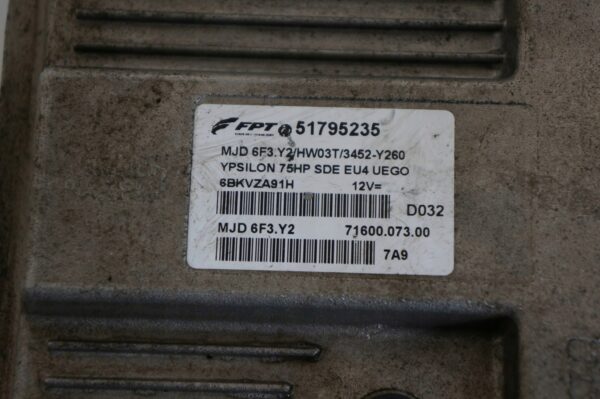 FPT 51795235
MJD 6F3.Y2/HW03T/3452-Y260
YPSILON 75HP SDE EU4 UEGO
6BKVZA91H 12V=
D032
MJD 6F3.Y2 71600.073.00
7A9